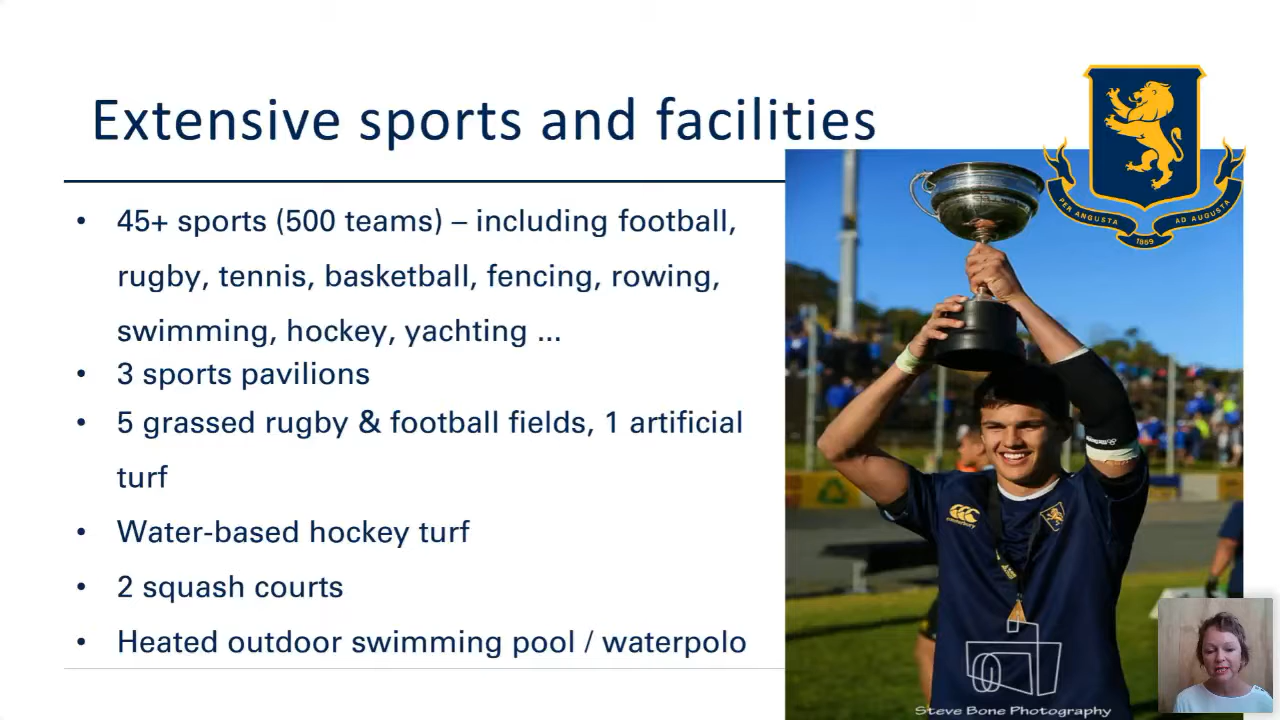 Extensive sports and facilities
• 45+ sports (500 teams) – including football,
rugby, tennis, basketball, fencing, rowing,
swimming, hockey, yachting ...
• 3 sports pavilions
• 5 grassed rugby & football fields, 1 artificial
turf
• Water-based hockey turf
• 2 squash courts
• Heated outdoor swimming pool / waterpolo
PER ANGUSTA AD AUGUSTA
1869
canterbury
Steve Bone Photography